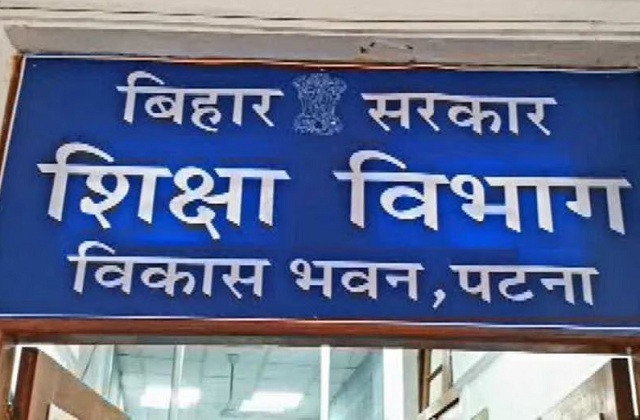 बिहार सरकार
शिक्षा विभाग
विकास भवन, पटना